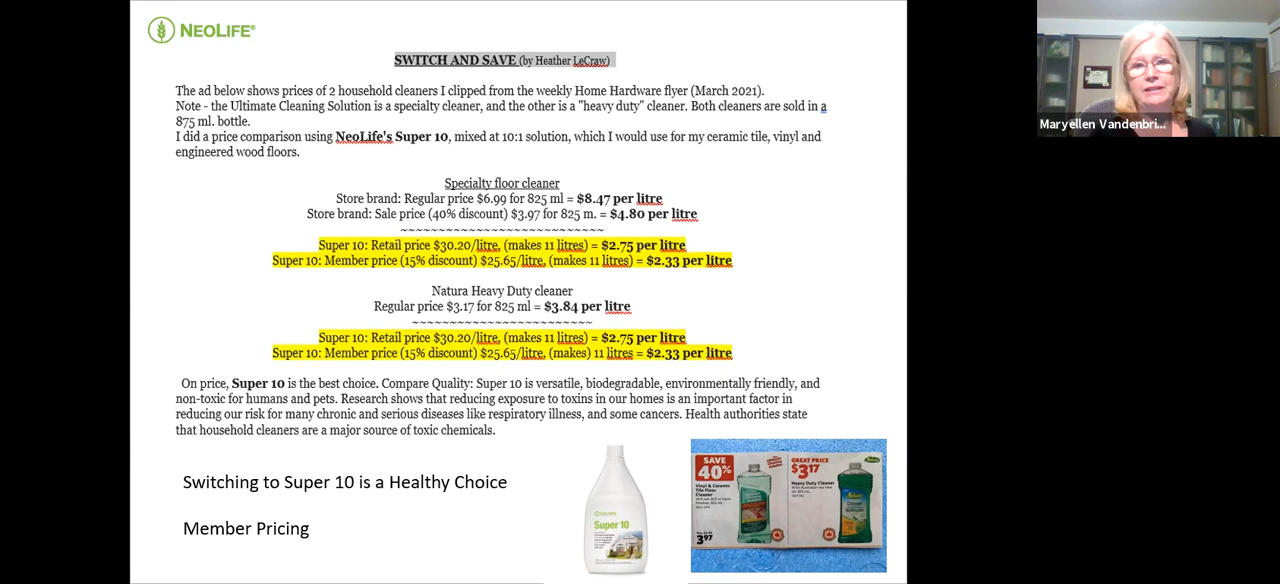 NEOLIFE®
SWITCH AND SAVE (by Heather LeCraw)
The ad below shows prices of 2 household cleaners I clipped from the weekly Home Hardware flyer (March 2021).
Note - the Ultimate Cleaning Solution is a specialty cleaner, and the other is a "heavy duty" cleaner. Both cleaners are sold in a
875 ml. bottle.
I did a price comparison using NeoLife's Super 10, mixed at 10:1 solution, which I would use for my ceramic tile, vinyl and
engineered wood floors.
Specialty floor cleaner
Store brand: Regular price $6.99 for 825 ml = $8.47 per litre
Store brand: Sale price (40% discount) $3.97 for 825 m. = $4.80 per litre
~~~~~~~~~~~~~~~~~~~~~~~~~~~
Super 10: Retail price $30.20/litre, (makes 11 litres) = $2.75 per litre
Super 10: Member price (15% discount) $25.65/litre, (makes 11 litres) = $2.33 per litre
Natura Heavy Duty cleaner
Regular price $3.17 for 825 ml = $3.84 per litre
~~~~~~~~~~~~~~~~~~~~~~~~
Super 10: Retail price $30.20/litre, (makes 11 litres) = $2.75 per litre
Super 10: Member price (15% discount) $25.65/litre, (makes) 11 litres = $2.33 per litre
On price, Super 10 is the best choice. Compare Quality: Super 10 is versatile, biodegradable, environmentally friendly, and
non-toxic for humans and pets. Research shows that reducing exposure to toxins in our homes is an important factor in
reducing our risk for many chronic and serious diseases like respiratory illness, and some cancers. Health authorities state
that household cleaners are a major source of toxic chemicals.
Switching to Super 10 is a Healthy Choice
Member Pricing
NEOLIFE
Super 10
SAVE
40%
Vinyl & Ceramic
Tile Floor
Cleaner
3.97
GREAT PRICE
$3.17
Heavy Duty Cleaner
Maryellen Vandenbri...